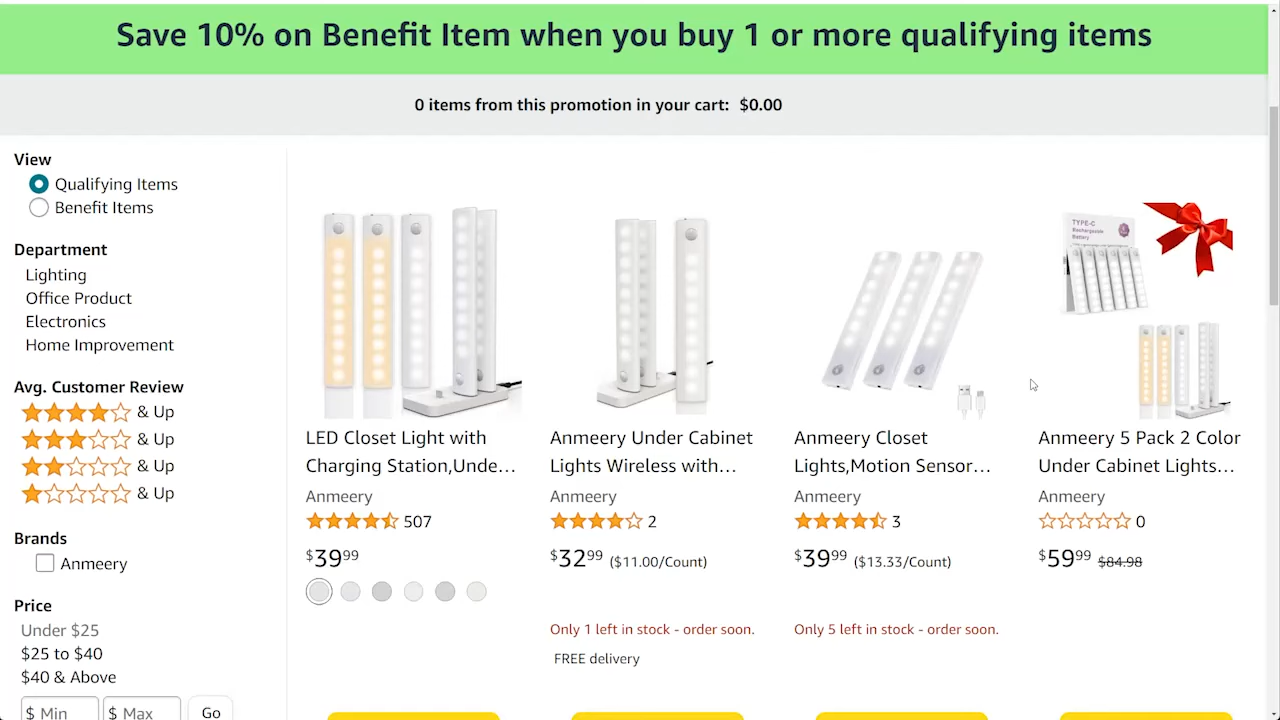 Save 10% on Benefit Item when you buy 1 or more qualifying items
0 items from this promotion in your cart: $0.00
View
Qualifying Items
Benefit Items
Department
Lighting
Office Product
Electronics
Home Improvement
Avg. Customer Review
& Up
& Up
& Up
& Up
Brands
Anmeery
Price
Under $25
$25 to $40
$40 & Above
$ Min
$ Max
Go
LED Closet Light with
Charging Station,Unde...
Anmeery
507
$39.99
Anmeery Under Cabinet
Lights Wireless with...
Anmeery
2
$32.99 ($11.00/Count)
Only 1 left in stock - order soon.
FREE delivery
Anmeery Closet
Lights,Motion Sensor...
Anmeery
3
$39.99 ($13.33/Count)
Only 5 left in stock - order soon.
TYPE-C
Rechargeable
Battery
Anmeery 5 Pack 2 Color
Under Cabinet Lights...
Anmeery
0
$59.99 $84.98